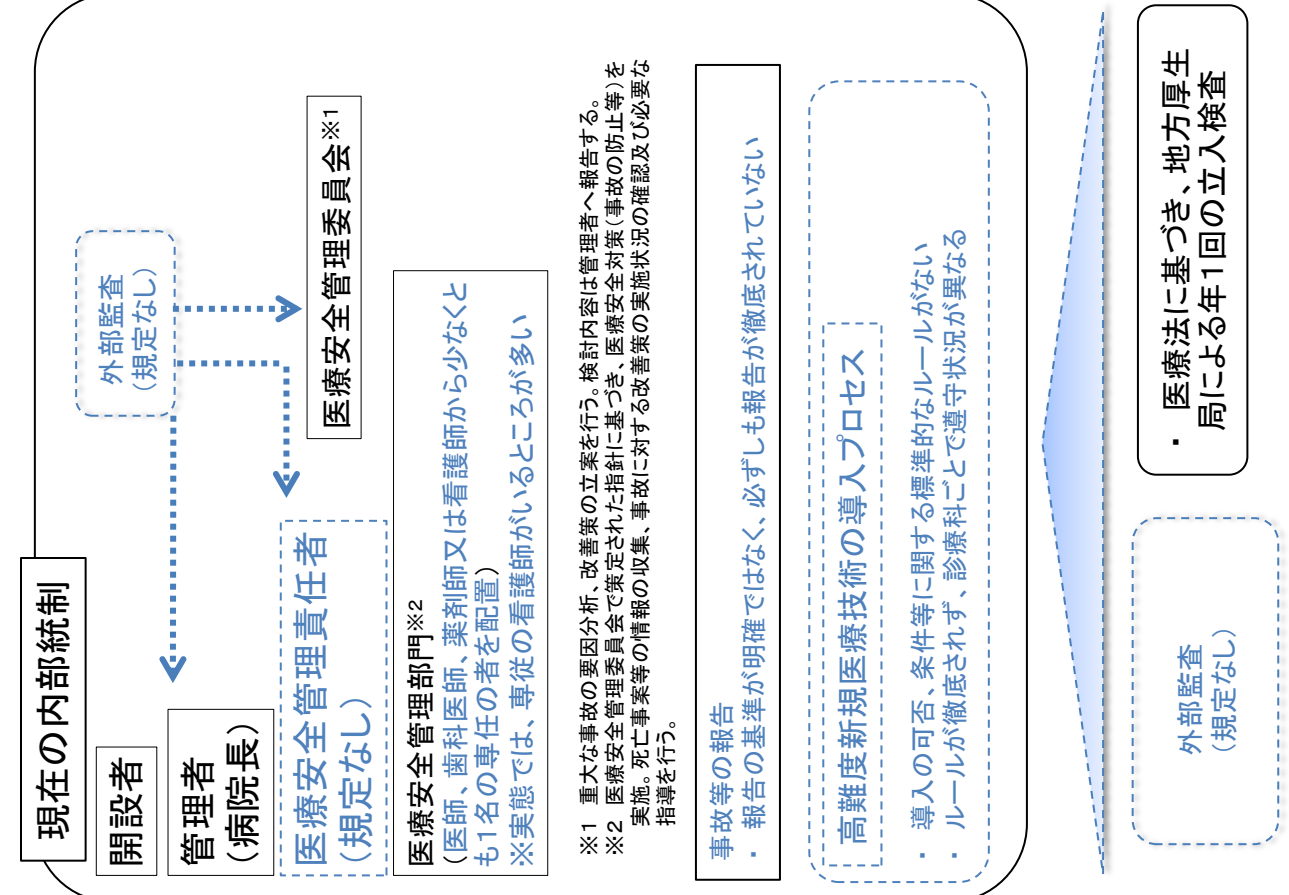 現在の内部統制
開設者
管理者
（病院長）
外部監査
（規定なし）
医療安全管理責任者
（規定なし）
医療安全管理委員会※1
医療安全管理部門※2
（医師、歯科医師、薬剤師又は看護師から少なくと
も1名の専任の者を配置）
※実態では、専従の看護師がいるところが多い
※1　重大な事故の要因分析、改善策の立案を行う。検討内容は管理者へ報告する。
※2　医療安全管理委員会で策定された指針に基づき、医療安全対策（事故の防止等）を
実施。死亡事案等の情報の収集、事故に対する改善策の実施状況の確認及び必要な
指導を行う。
事故等の報告
・ 報告の基準が明確ではなく、必ずしも報告が徹底されていない
高難度新規医療技術の導入プロセス
・ 導入の可否、条件等に関する標準的なルールがない
・ ルールが徹底されず、診療科ごとで遵守状況が異なる
外部監査
（規定なし）
・ 医療法に基づき、地方厚生
局による年１回の立入検査